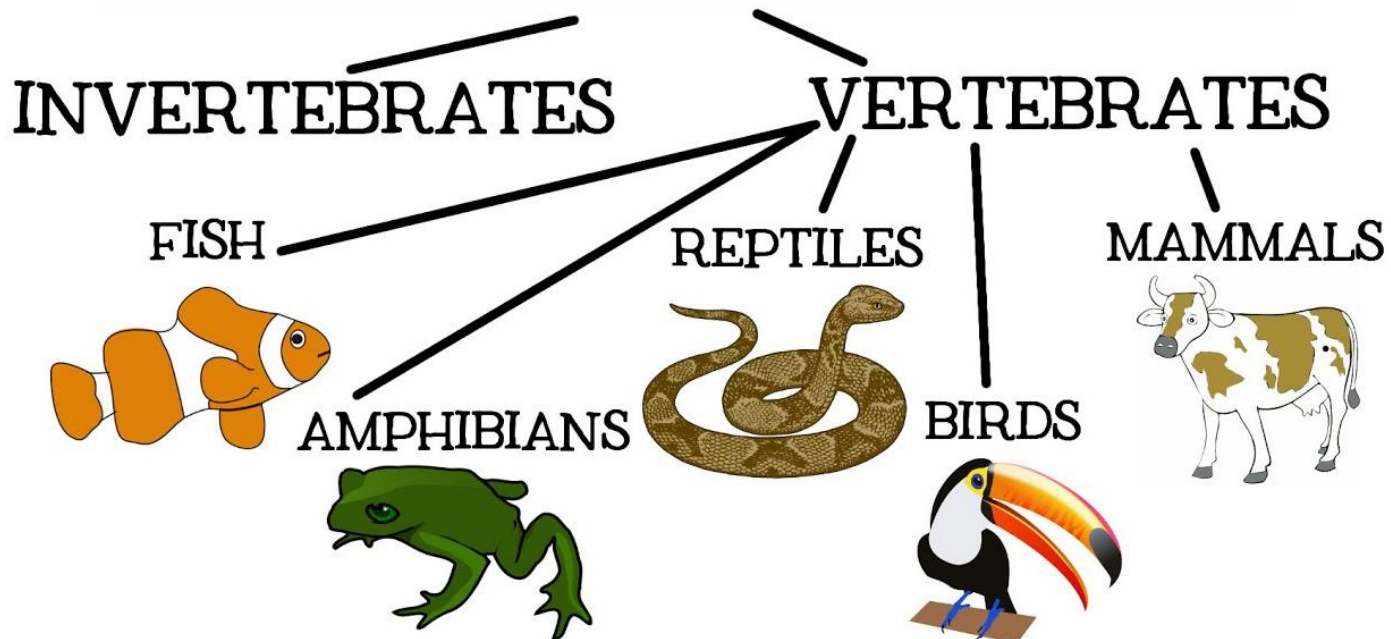 INVERTEBRATES
VERTEBRATES
FISH
REPTILES
MAMMALS
AMPHIBIANS
BIRDS